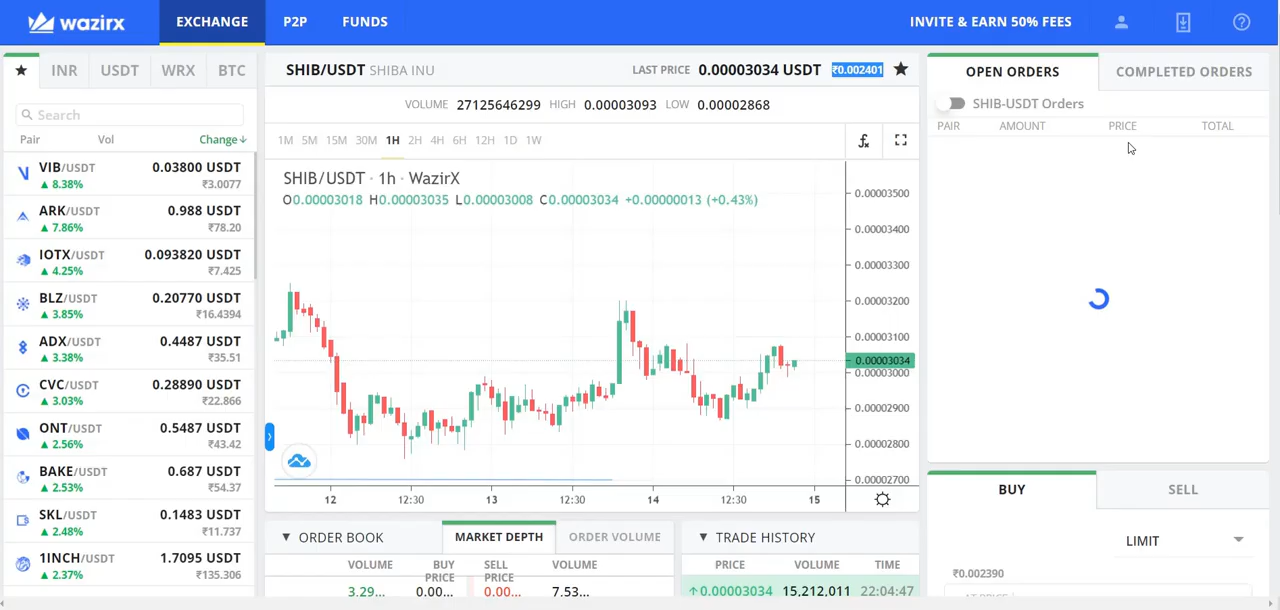 wazirx EXCHANGE P2P FUNDS INVITE & EARN 50% FEES
INR USDT WRX BTC
Search
Pair Vol Change↓
VIB/USDT 0.03800 USDT
▲ 8.38% ₹3.0077
ARK/USDT 0.988 USDT
▲ 7.86% ₹78.20
IOTX/USDT 0.093820 USDT
▲ 4.25% ₹7.425
BLZ/USDT 0.20770 USDT
▲ 3.85% ₹16.4394
ADX/USDT 0.4487 USDT
▲ 3.38% ₹35.51
CVC/USDT 0.28890 USDT
▲ 3.03% ₹22.866
ONT/USDT 0.5487 USDT
▲ 2.56% ₹43.42
BAKE/USDT 0.687 USDT
▲ 2.53% ₹54.37
SKL/USDT 0.1483 USDT
▲ 2.48% ₹11.737
1INCH/USDT 1.7095 USDT
▲ 2.37% ₹135.306
SHIB/USDT SHIBA INU LAST PRICE 0.00003034 USDT ₹0.002401
VOLUME 27125646299 HIGH 0.00003093 LOW 0.00002868
1M 5M 15M 30M 1H 2H 4H 6H 12H 1D 1W
SHIB/USDT · 1h · WazirX
O0.00003018 H0.00003035 L0.00003008 C0.00003034 +0.00000013 (+0.43%)
0.00003500
0.00003400
0.00003300
0.00003200
0.00003100
0.00003034
0.00003000
0.00002900
0.00002800
0.00002700
12 12:30 13 12:30 14 12:30 15
▼ ORDER BOOK MARKET DEPTH ORDER VOLUME
VOLUME BUY PRICE SELL PRICE VOLUME
3.29... 0.00... 0.00... 7.53...
▼ TRADE HISTORY
PRICE VOLUME TIME
↑0.00003034 15,212,011 22:04:47
OPEN ORDERS COMPLETED ORDERS
SHIB-USDT Orders
PAIR AMOUNT PRICE TOTAL
BUY SELL
LIMIT
₹0.002390
AT PRICE